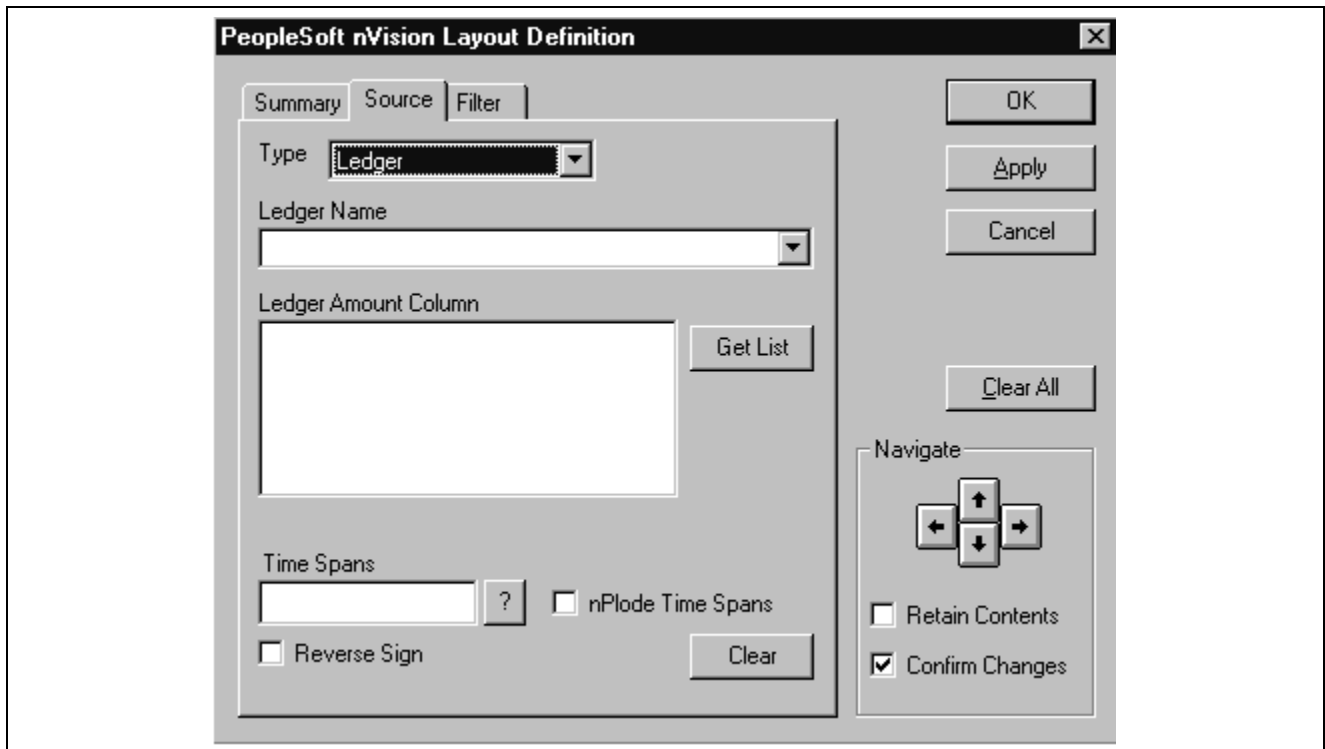 PeopleSoft nVision Layout Definition
Summary Source Filter
OK
Type Ledger
Apply
Ledger Name
Cancel
Ledger Amount Column
Get List
Clear All
Navigate
Time Spans
? nPlode Time Spans
Retain Contents
Reverse Sign
Clear
Confirm Changes